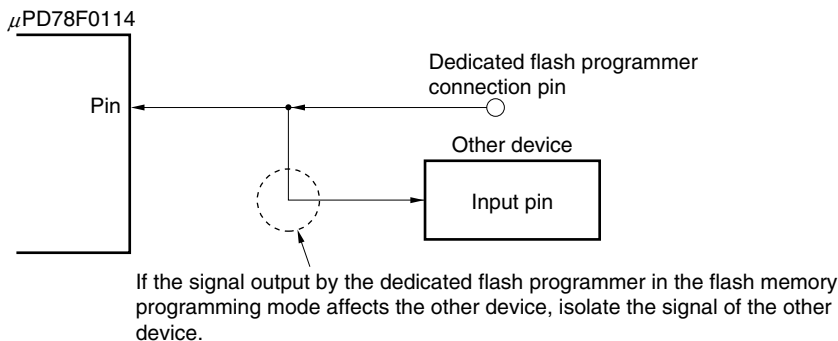 μPD78F0114
Dedicated flash programmer
connection pin
Pin
Other device
Input pin
If the signal output by the dedicated flash programmer in the flash memory
programming mode affects the other device, isolate the signal of the other
device.